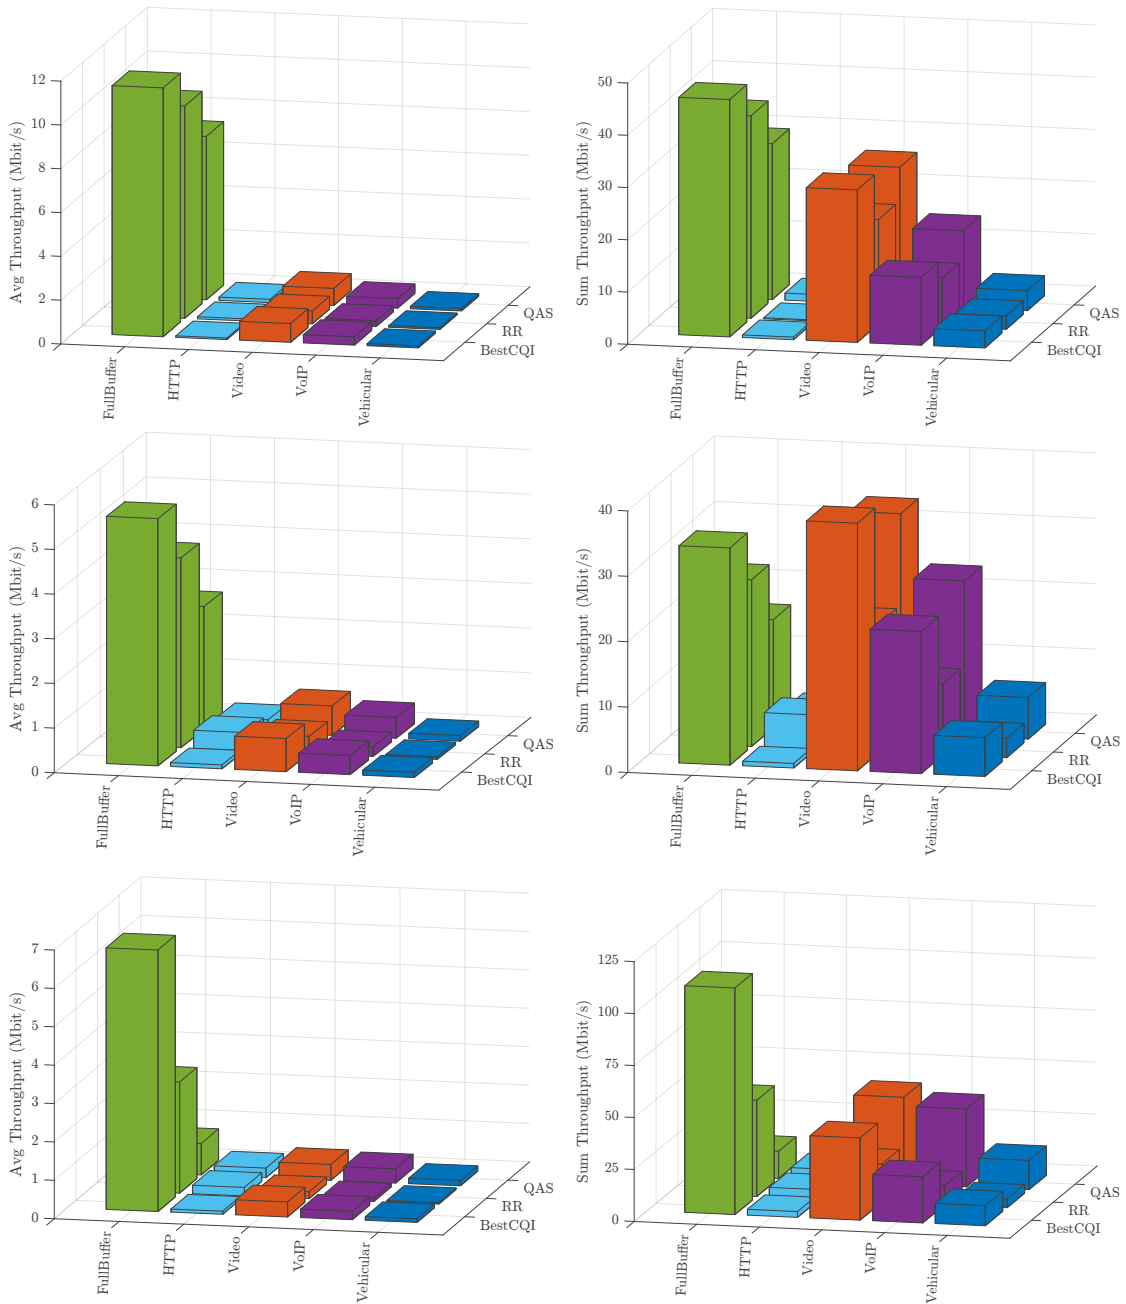 Avg Throughput (Mbit/s)
12
10
8
6
4
2
0
FullBuffer
HTTP
Video
VoIP
Vehicular
QAS
RR
BestCQI
Sum Throughput (Mbit/s)
50
40
30
20
10
0
FullBuffer
HTTP
Video
VoIP
Vehicular
QAS
RR
BestCQI
Avg Throughput (Mbit/s)
6
5
4
3
2
1
0
FullBuffer
HTTP
Video
VoIP
Vehicular
QAS
RR
BestCQI
Sum Throughput (Mbit/s)
40
30
20
10
0
FullBuffer
HTTP
Video
VoIP
Vehicular
QAS
RR
BestCQI
Avg Throughput (Mbit/s)
7
6
5
4
3
2
1
0
FullBuffer
HTTP
Video
VoIP
Vehicular
QAS
RR
BestCQI
Sum Throughput (Mbit/s)
125
100
75
50
25
0
FullBuffer
HTTP
Video
VoIP
Vehicular
QAS
RR
BestCQI